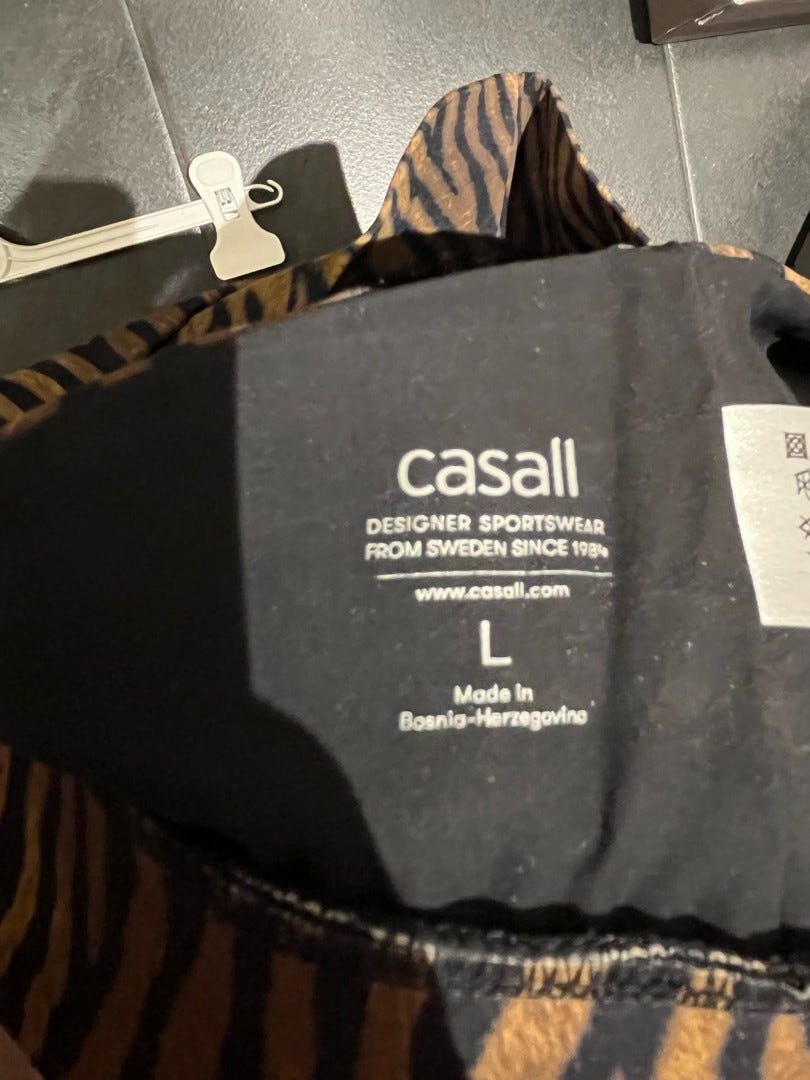 casall
DESIGNER SPORTSWEAR
FROM SWEDEN SINCE 1984
www.casall.com
L
Made in
Bosnia-Herzegovina